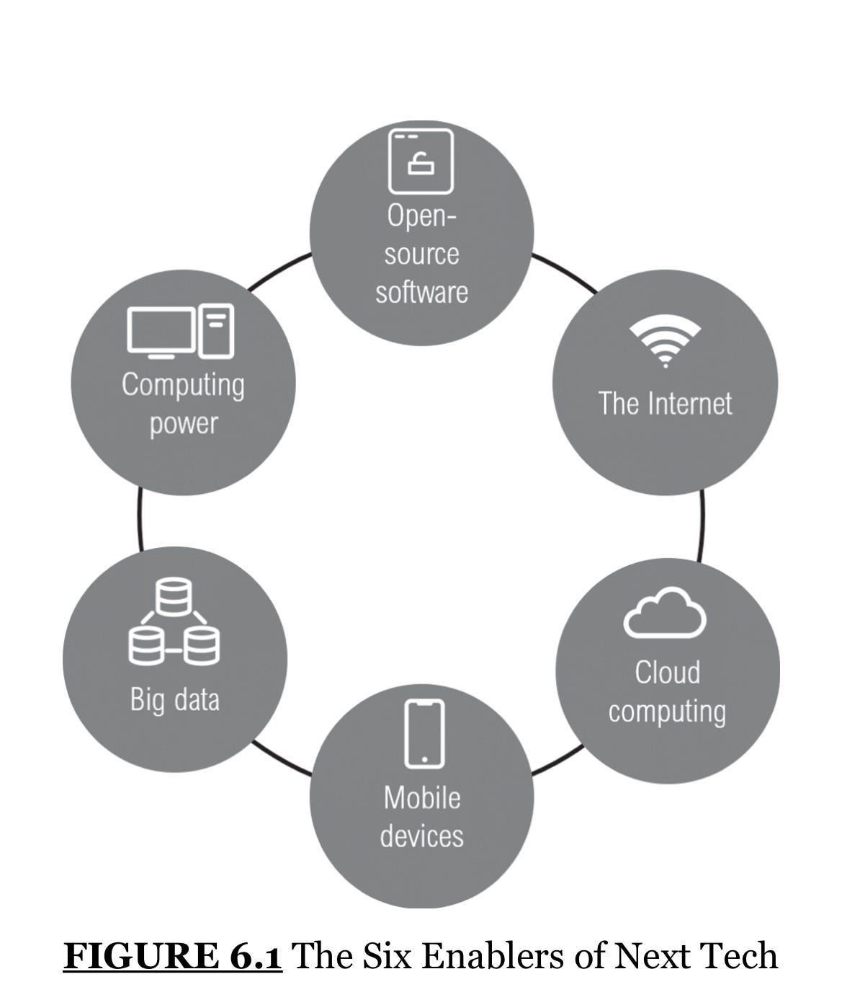 Open-
source
software
The Internet
Cloud
computing
Mobile
devices
Big data
Computing
power
FIGURE 6.1 The Six Enablers of Next Tech